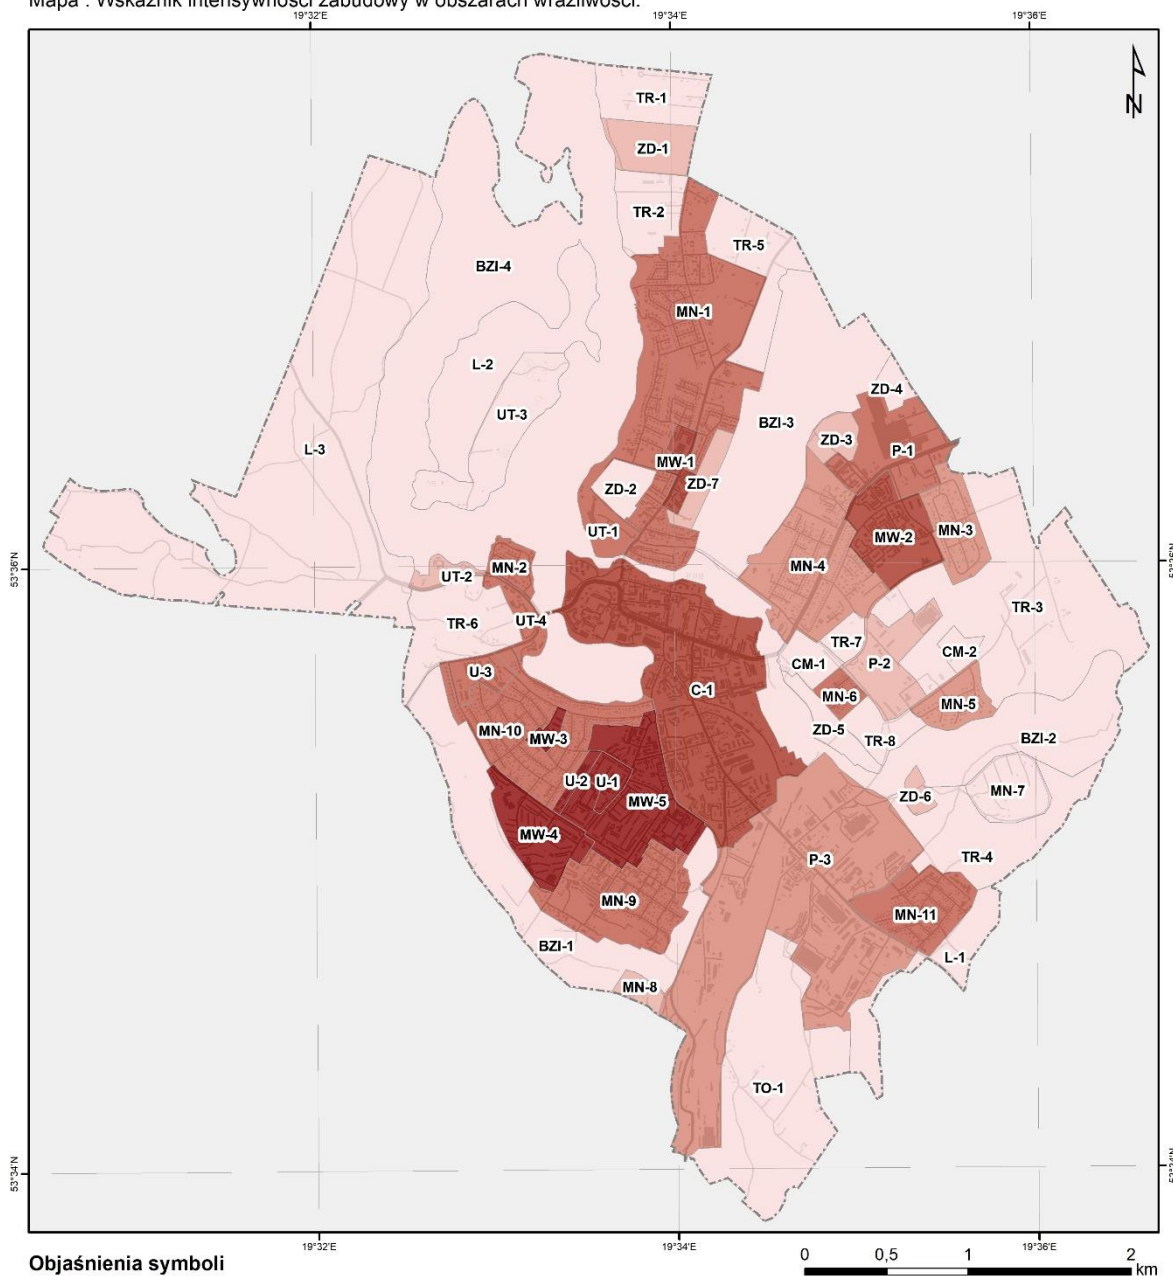 Mapa . Wskaźnik intensywności zabudowy w obszarach wrażliwości.
19°32'E 19°34'E 19°36'E
N
TR-1
ZD-1
TR-2
TR-5
BZI-4
MN-1
L-2
ZD-4
UT-3
BZI-3
ZD-3
L-3
P-1
MW-1
ZD-7
ZD-2
UT-1
MW-2
MN-3
53°36'N
MN-2
MN-4
UT-2
TR-3
UT-4
TR-6
TR-7
CM-2
CM-1
P-2
U-3
C-1
MN-6
MN-5
MN-10
ZD-5
MW-3
TR-8
BZI-2
U-2 U-1
MN-7
ZD-6
MW-5
MW-4
TR-4
P-3
MN-9
MN-11
BZI-1
L-1
MN-8
TO-1
53°34'N
19°32'E 19°34'E 19°36'E
Objaśnienia symboli
0 0,5 1 2
km